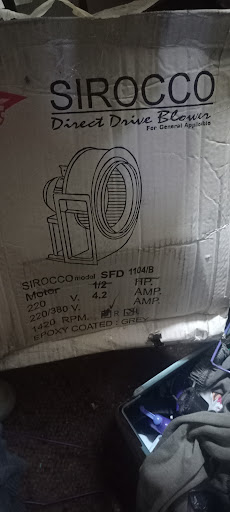 SIROCCO
Direct Drive Blower
For General Applicible
SIROCCO model SFD 1104/B
Motor 1/2 HP.
220 V. 4.2 AMP.
220/380 V. AMP.
1420 RPM. R
EPOXY COATED : GREY